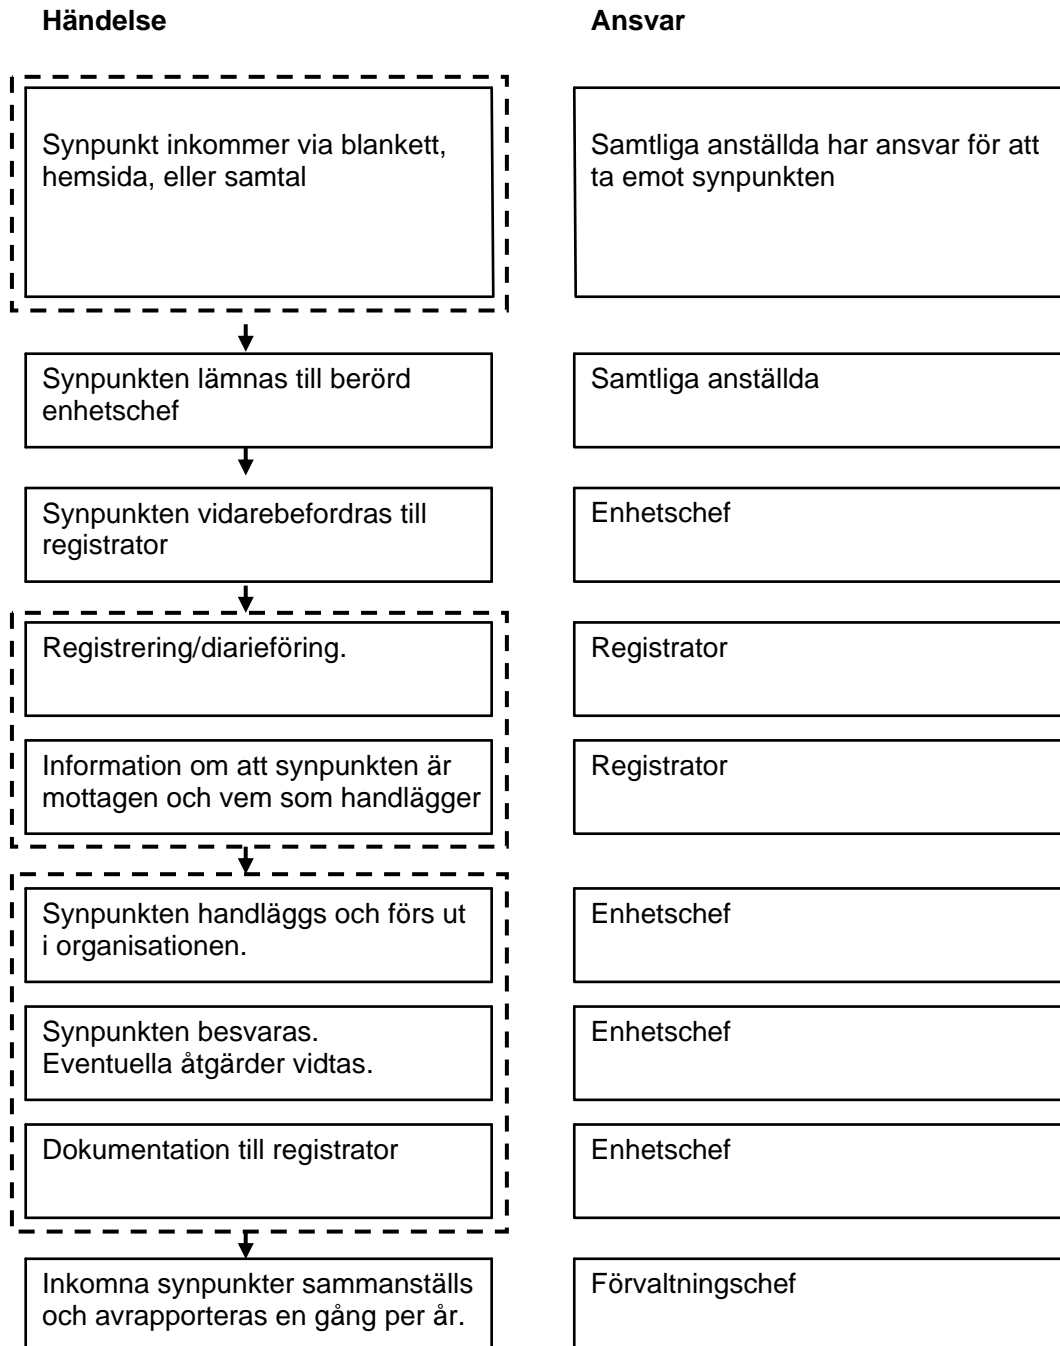 Händelse
Ansvar
Synpunkt inkommer via blankett,
hemsida, eller samtal
Samtliga anställda har ansvar för att
ta emot synpunkten
Synpunkten lämnas till berörd
enhetschef
Samtliga anställda
Synpunkten vidarebefordras till
registrator
Enhetschef
Registrering/diarieföring.
Registrator
Information om att synpunkten är
mottagen och vem som handlägger
Registrator
Synpunkten handläggs och förs ut
i organisationen.
Enhetschef
Synpunkten besvaras.
Eventuella åtgärder vidtas.
Enhetschef
Dokumentation till registrator
Enhetschef
Inkomna synpunkter sammanställs
och avrapporteras en gång per år.
Förvaltningschef